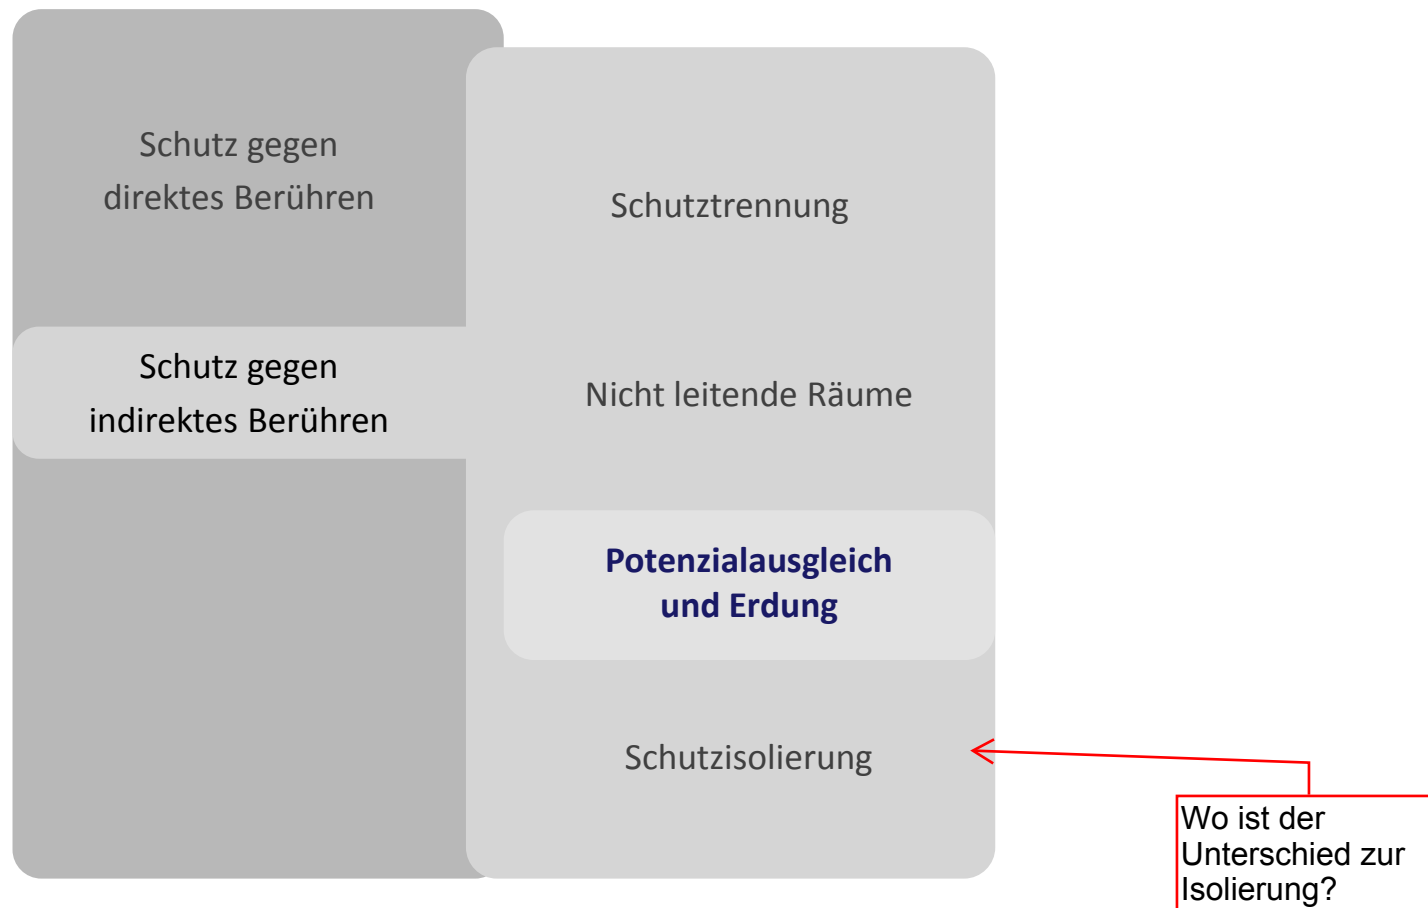 Schutz gegen
direktes Berühren
Schutz gegen
indirektes Berühren
Schutztrennung
Nicht leitende Räume
Potenzialausgleich
und Erdung
Schutzisolierung
Wo ist der
Unterschied zur
Isolierung?